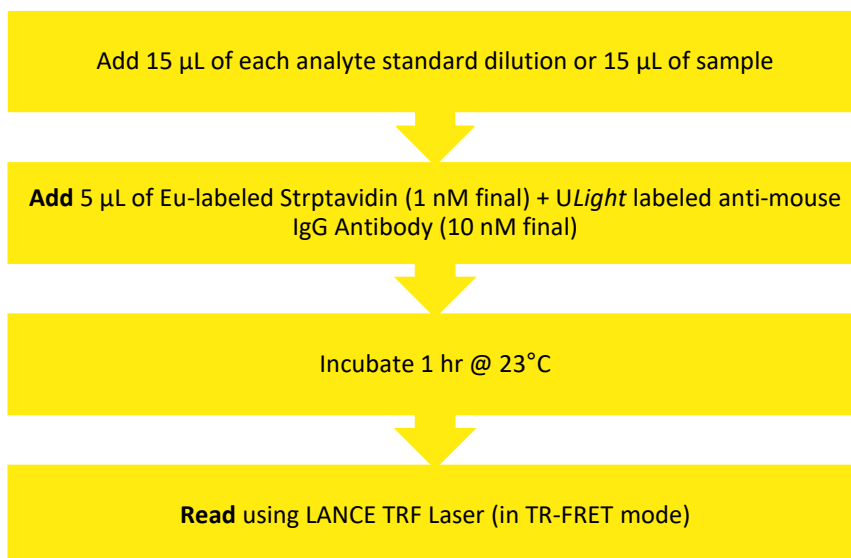 Add 15 µL of each analyte standard dilution or 15 µL of sample
Add 5 µL of Eu-labeled Strptavidin (1 nM final) + ULight labeled anti-mouse
IgG Antibody (10 nM final)
Incubate 1 hr @ 23°C
Read using LANCE TRF Laser (in TR-FRET mode)